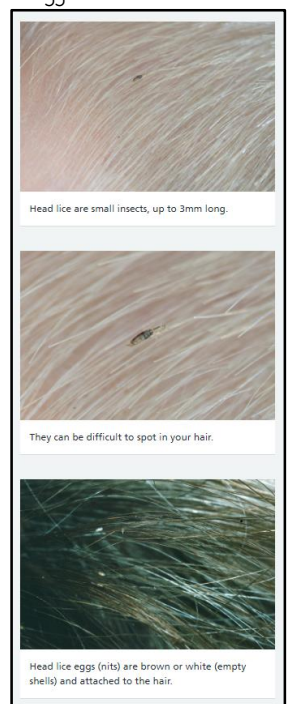 Head lice are small insects, up to 3mm long.
They can be difficult to spot in your hair.
Head lice eggs (nits) are brown or white (empty
shells) and attached to the hair.